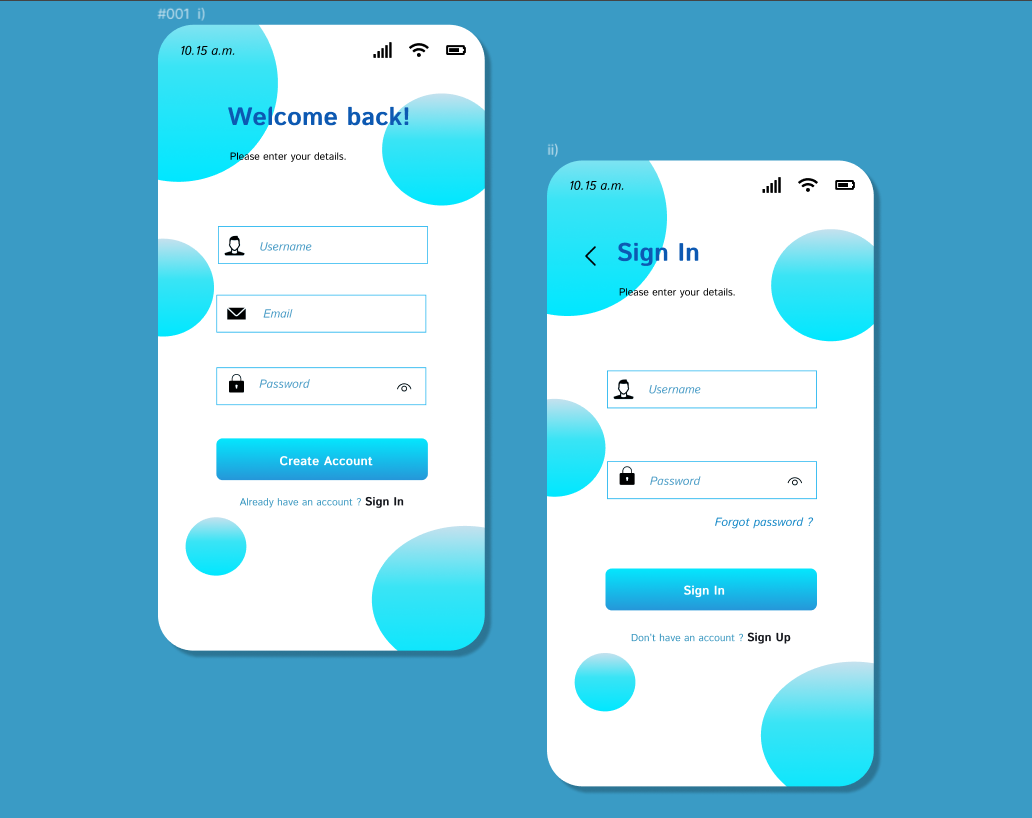 #001 i)
10.15 a.m.
Welcome back!
Please enter your details.
Username
Email
Password
Create Account
Already have an account ? Sign In
ii)
10.15 a.m.
Sign In
Please enter your details.
Username
Password
Forgot password ?
Sign In
Don't have an account ? Sign Up